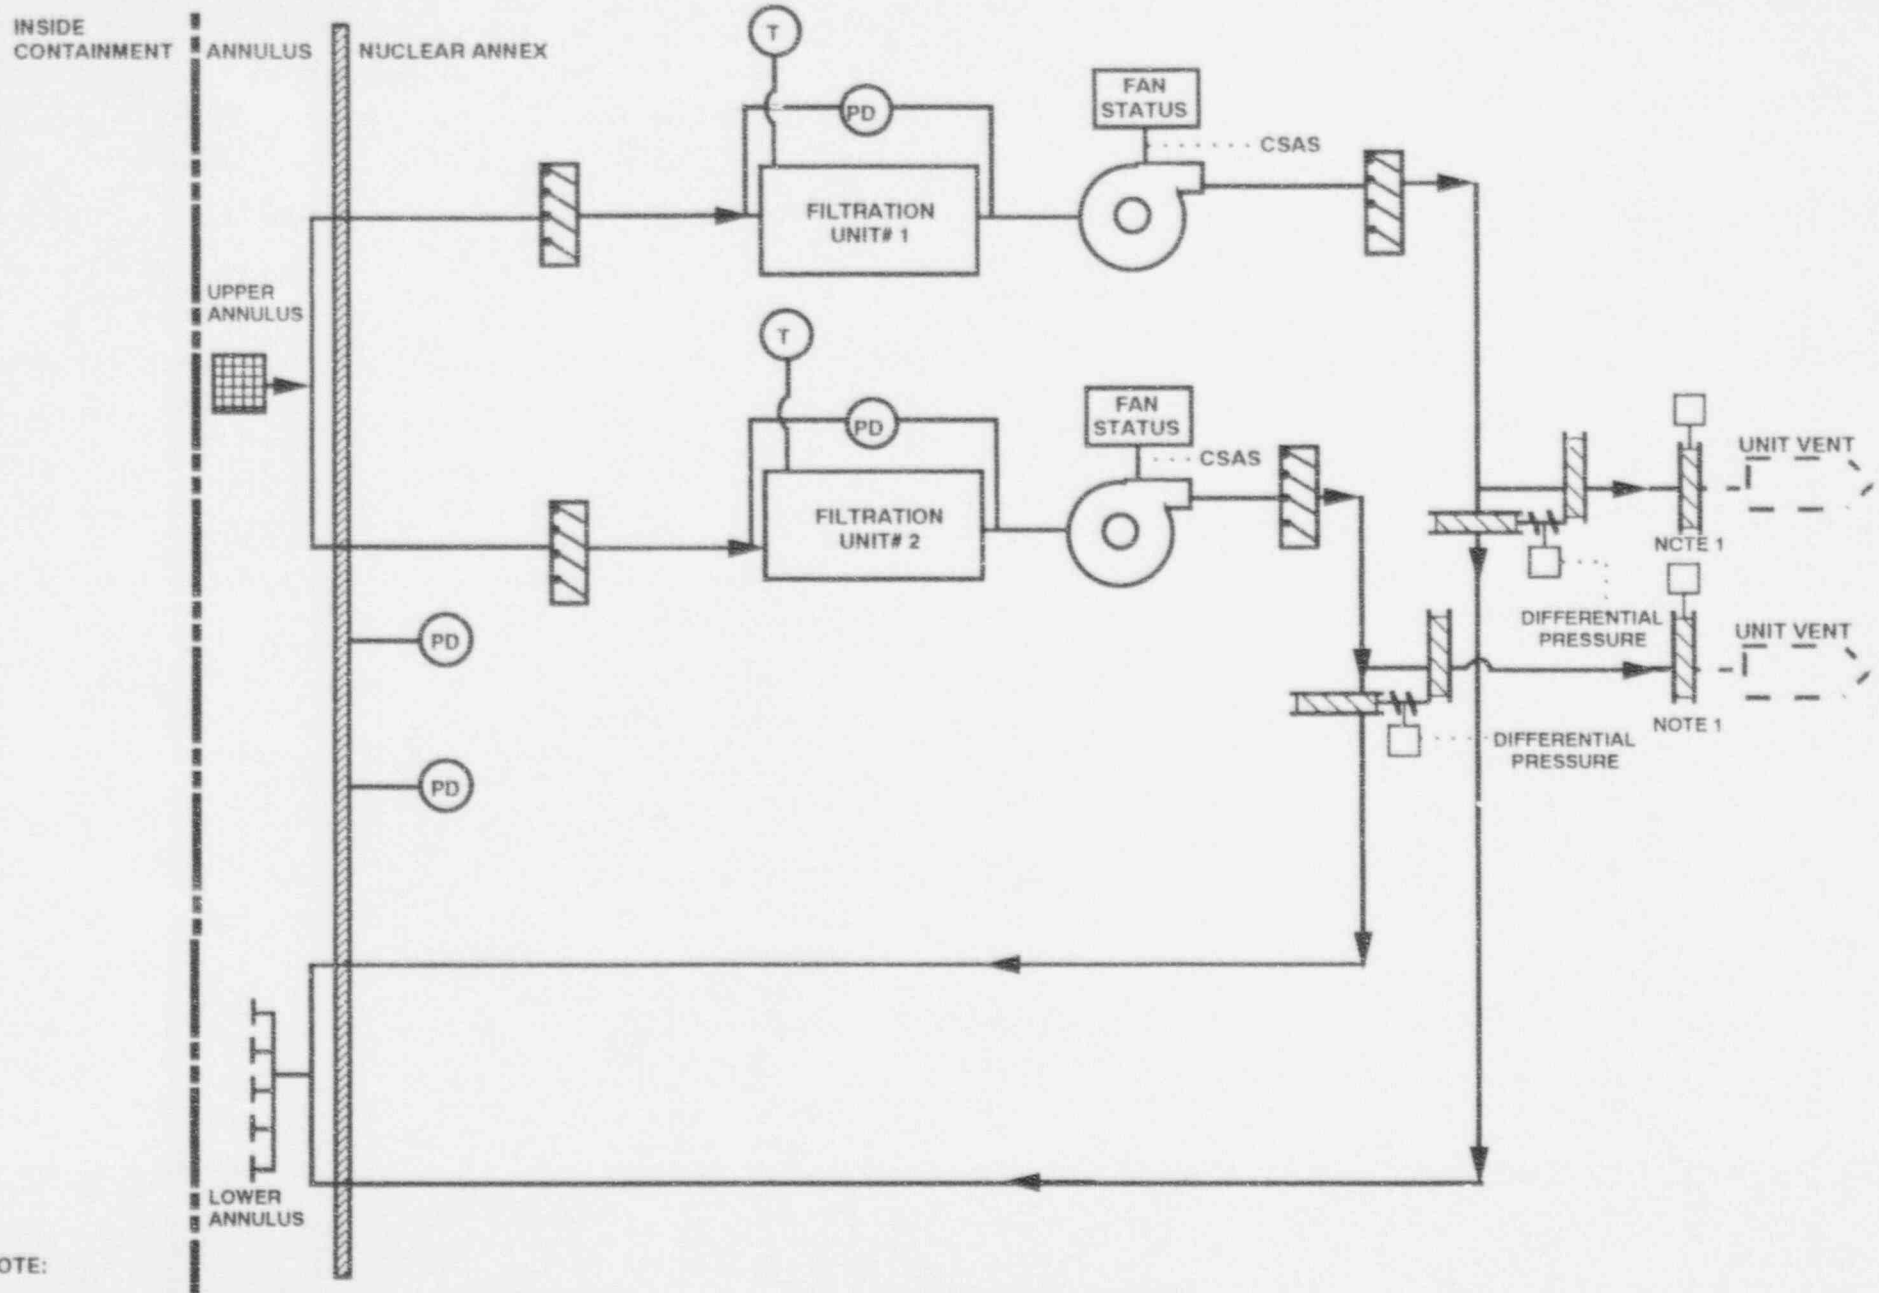 INSIDE
CONTAINMENT
ANNULUS
NUCLEAR ANNEX
T
PD
FAN
STATUS
CSAS
FILTRATION
UNIT# 1
UPPER
ANNULUS
T
PD
FAN
STATUS
CSAS
FILTRATION
UNIT# 2
UNIT VENT
NCTE 1
DIFFERENTIAL
PRESSURE
UNIT VENT
PD
NOTE 1
DIFFERENTIAL
PRESSURE
PD
LOWER
ANNULUS
OTE: